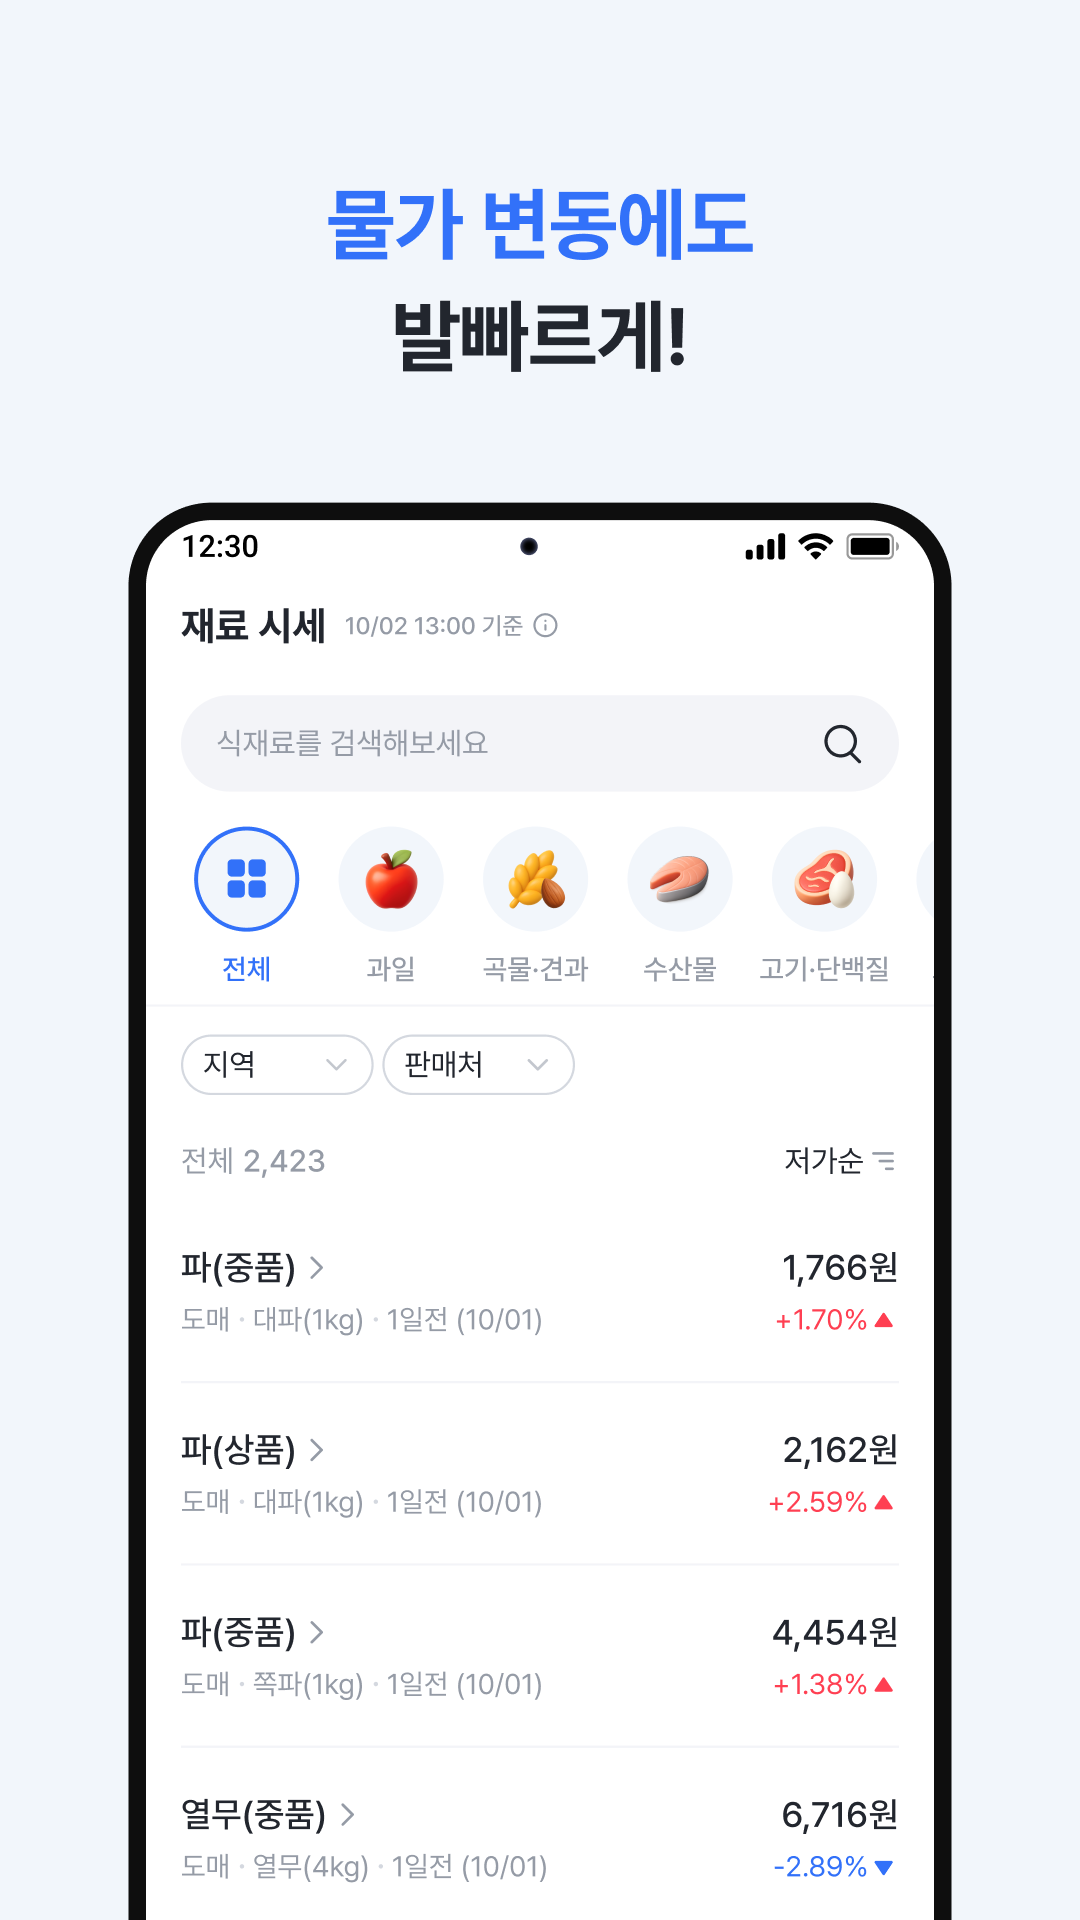 물가 변동에도
발빠르게!
12:30
재료 시세 10/02 13:00 기준
식재료를 검색해보세요
전체 과일 곡물·견과 수산물 고기·단백질
지역 판매처
전체 2,423 저가순
파(중품) 1,766원
도매 · 대파(1kg) · 1일전 (10/01) +1.70%
파(상품) 2,162원
도매 · 대파(1kg) · 1일전 (10/01) +2.59%
파(중품) 4,454원
도매 · 쪽파(1kg) · 1일전 (10/01) +1.38%
열무(중품) 6,716원
도매 · 열무(4kg) · 1일전 (10/01) -2.89%